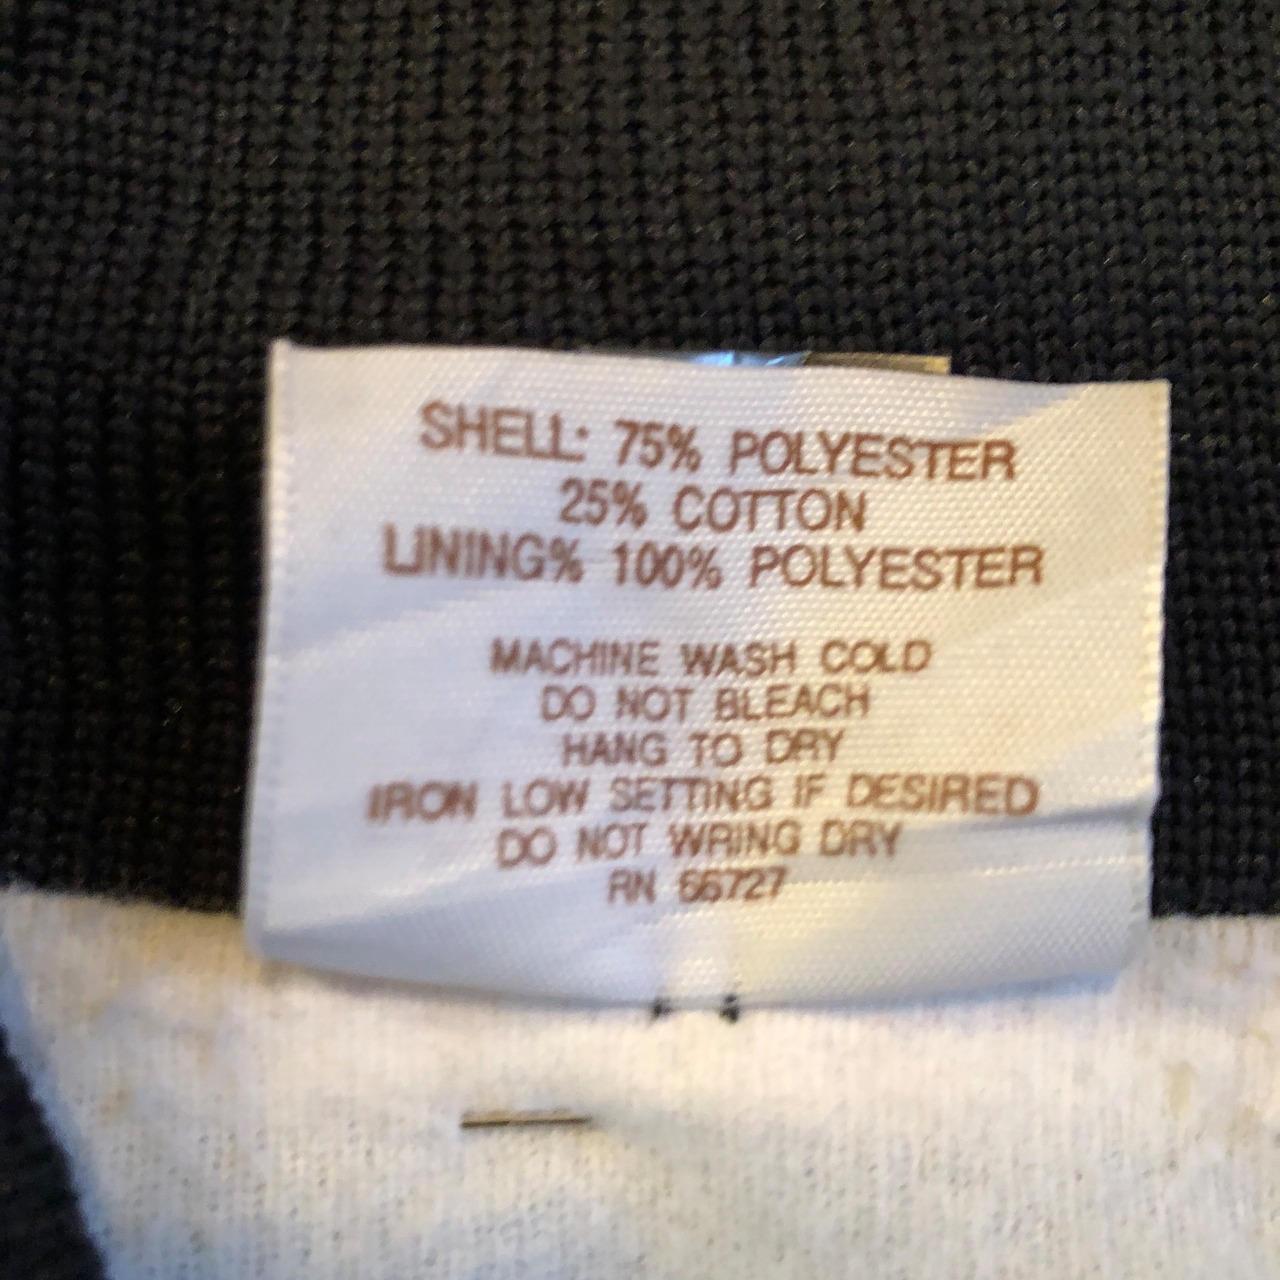 SHELL: 75% POLYESTER
25% COTTON
LINING% 100% POLYESTER
MACHINE WASH COLD
DO NOT BLEACH
HANG TO DRY
IRON LOW SETTING IF DESIRED
DO NOT WRING DRY
RN 66727